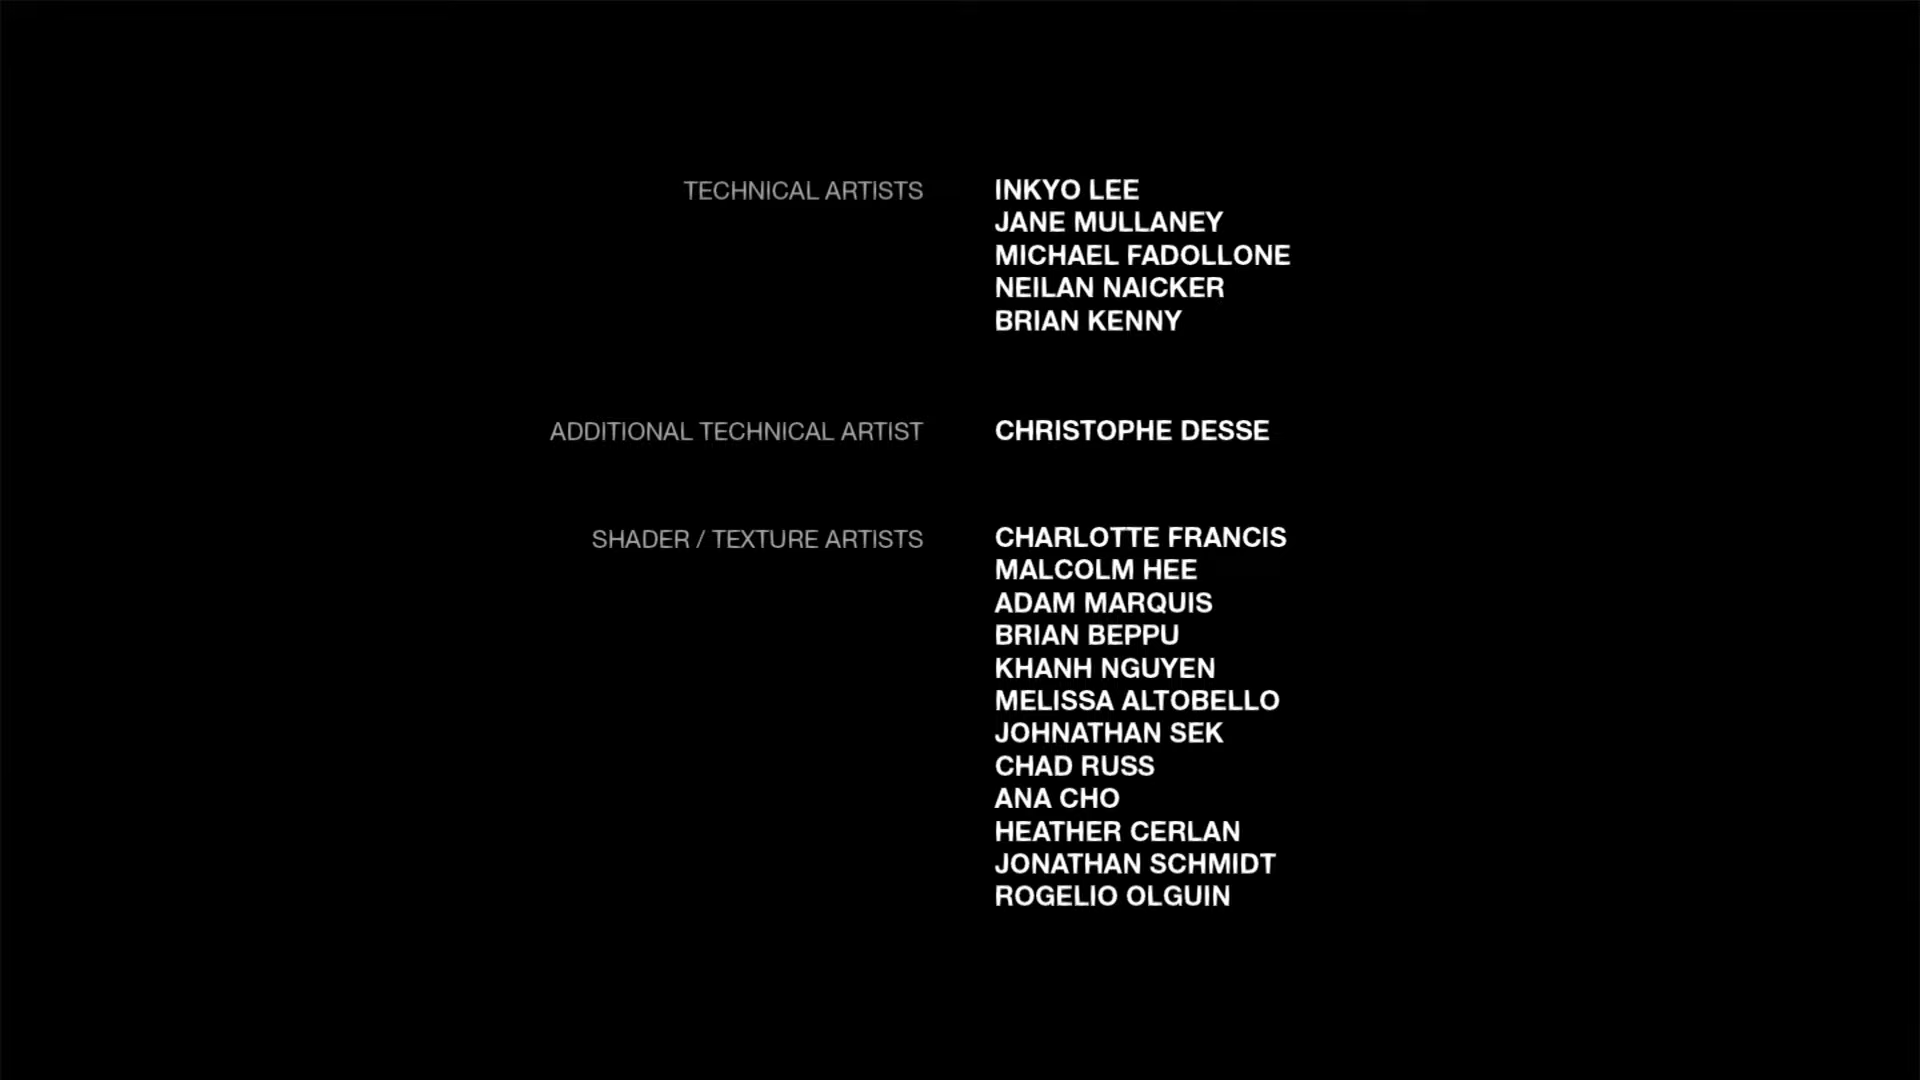 TECHNICAL ARTISTS INKYO LEE
JANE MULLANEY
MICHAEL FADOLLONE
NEILAN NAICKER
BRIAN KENNY
ADDITIONAL TECHNICAL ARTIST CHRISTOPHE DESSE
SHADER / TEXTURE ARTISTS CHARLOTTE FRANCIS
MALCOLM HEE
ADAM MARQUIS
BRIAN BEPPU
KHANH NGUYEN
MELISSA ALTOBELLO
JOHNATHAN SEK
CHAD RUSS
ANA CHO
HEATHER CERLAN
JONATHAN SCHMIDT
ROGELIO OLGUIN